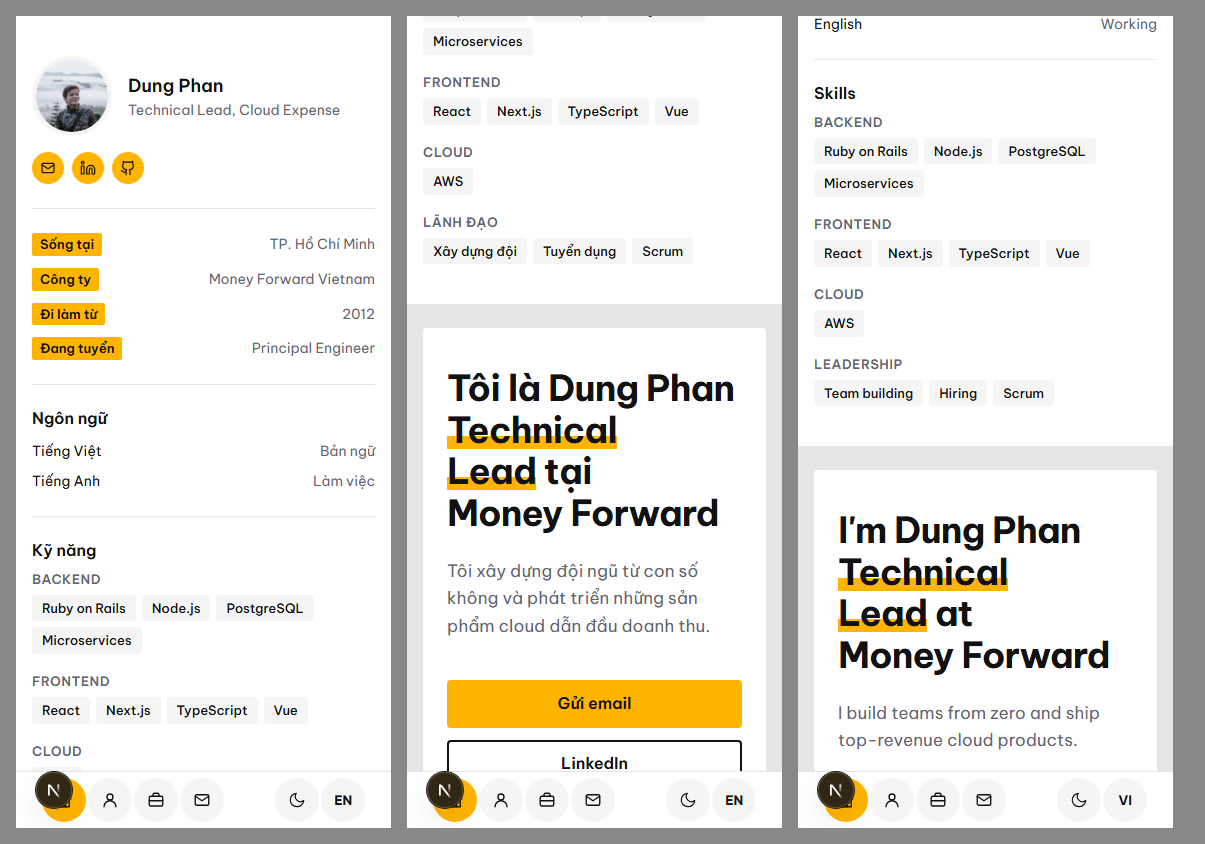 Dung Phan
Technical Lead, Cloud Expense
Sống tại TP. Hồ Chí Minh
Công ty Money Forward Vietnam
Đi làm từ 2012
Đang tuyển Principal Engineer
Ngôn ngữ
Tiếng Việt Bản ngữ
Tiếng Anh Làm việc
Kỹ năng
BACKEND
Ruby on Rails Node.js PostgreSQL
Microservices
FRONTEND
React Next.js TypeScript Vue
CLOUD
N EN
Microservices
FRONTEND
React Next.js TypeScript Vue
CLOUD
AWS
LÃNH ĐẠO
Xây dựng đội Tuyển dụng Scrum
Tôi là Dung Phan
Technical
Lead tại
Money Forward
Tôi xây dựng đội ngũ từ con số
không và phát triển những sản
phẩm cloud dẫn đầu doanh thu.
Gửi email
LinkedIn
N EN
English Working
Skills
BACKEND
Ruby on Rails Node.js PostgreSQL
Microservices
FRONTEND
React Next.js TypeScript Vue
CLOUD
AWS
LEADERSHIP
Team building Hiring Scrum
I'm Dung Phan
Technical
Lead at
Money Forward
I build teams from zero and ship
top-revenue cloud products.
N VI